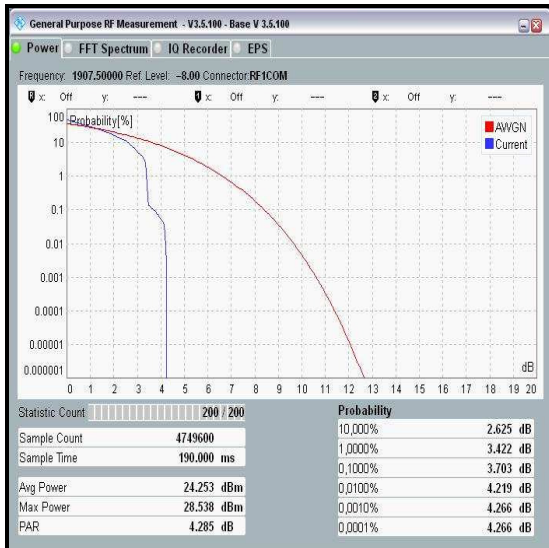 General Purpose RF Measurement - V3.5.100 - Base V 3.5.100
Power FFT Spectrum IQ Recorder EPS
Frequency: 1907.50000 Ref. Level: -8.00 Connector:RF1COM
R x: Off y: --- 1 x: Off y: --- 2 x: Off y: ---
Probability[%]
AWGN
Current
100
10
1
0.1
0.01
0.001
0.0001
0.00001
0.000001
dB
0 1 2 3 4 5 6 7 8 9 10 11 12 13 14 15 16 17 18 19 20
Statistic Count 200 / 200
Sample Count 4749600
Sample Time 190.000 ms
Avg Power 24.253 dBm
Max Power 28.538 dBm
PAR 4.285 dB
Probability
10,000% 2.625 dB
1,0000% 3.422 dB
0,1000% 3.703 dB
0,0100% 4.219 dB
0,0010% 4.266 dB
0,0001% 4.266 dB